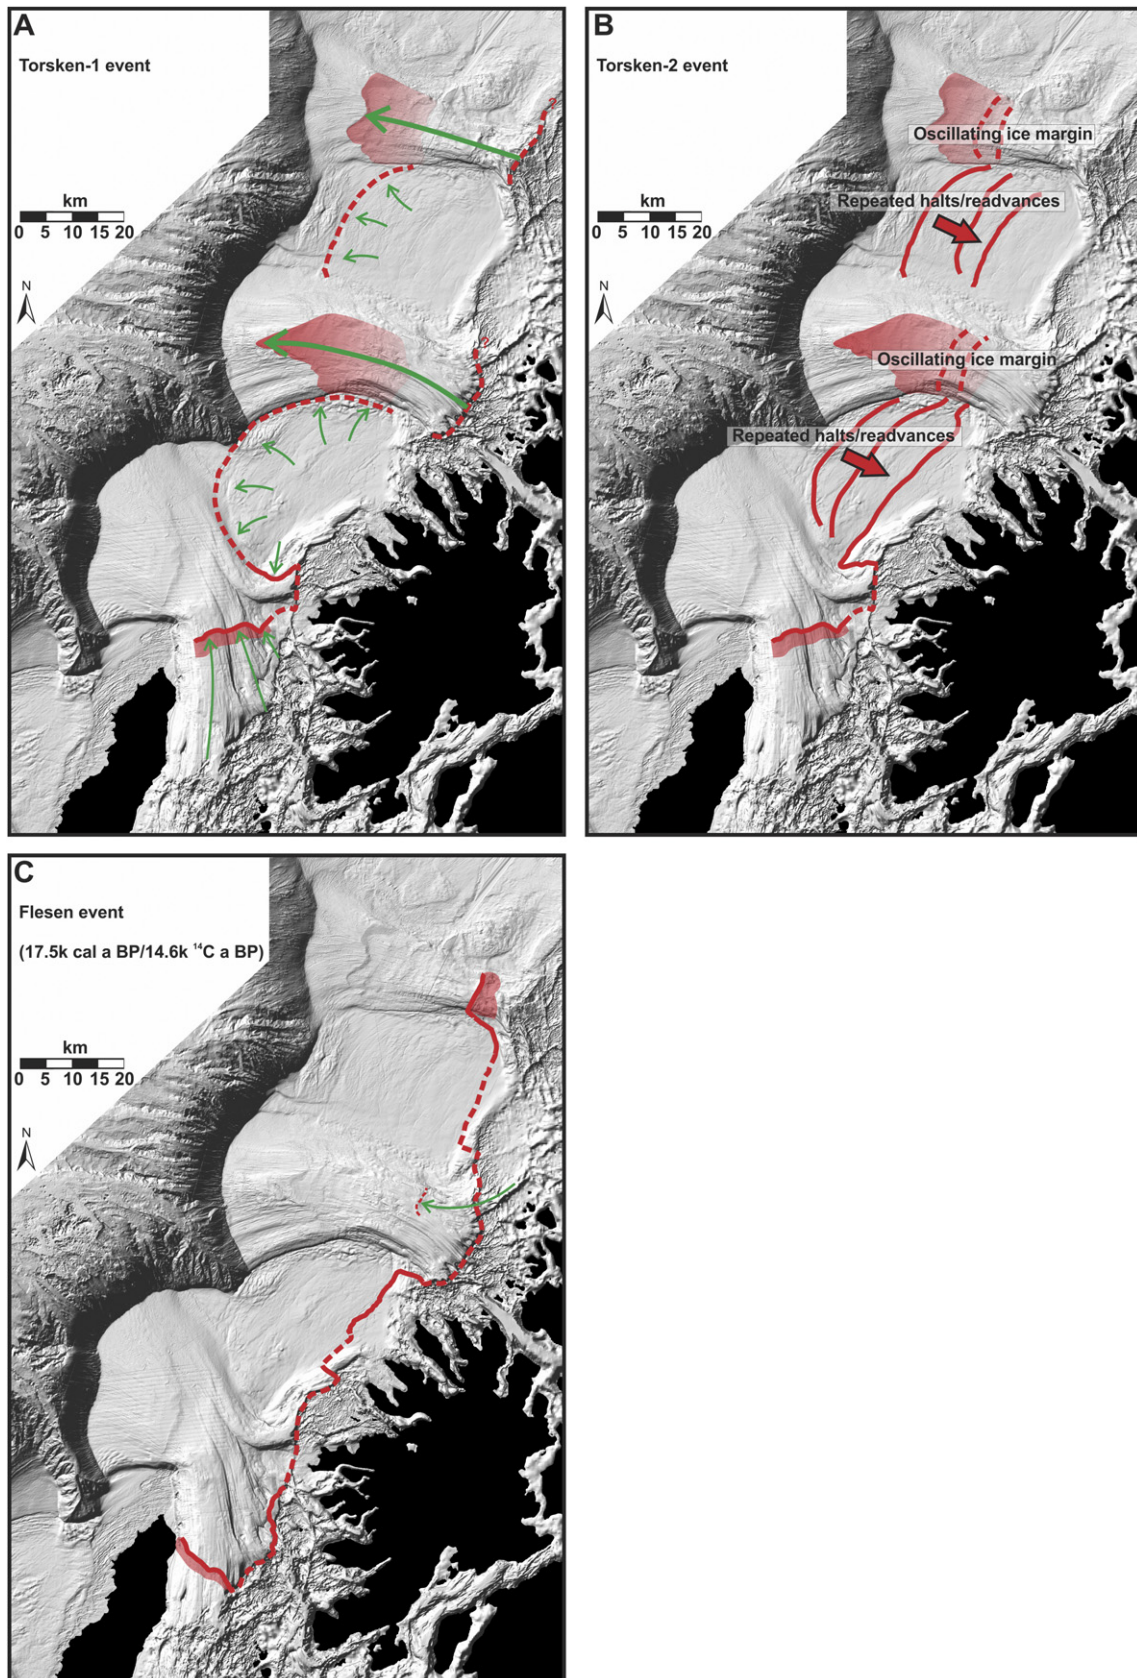 A
Torsken-1 event
?
km
0 5 10 15 20
N
?
B
Torsken-2 event
Oscillating ice margin
km
0 5 10 15 20
Repeated halts/readvances
N
Oscillating ice margin
Repeated halts/readvances
C
Flesen event
(17.5k cal a BP/14.6k ¹⁴C a BP)
km
0 5 10 15 20
N